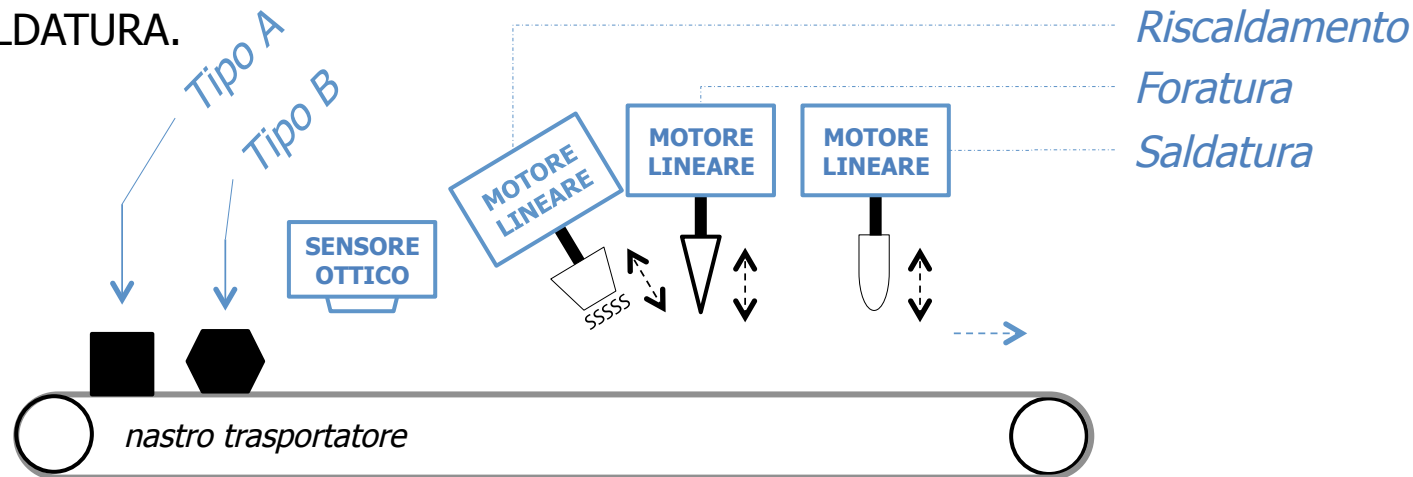 LDATURA.
Tipo A
Tipo B
Riscaldamento
Foratura
Saldatura
SENSORE
OTTICO
MOTORE
LINEARE
MOTORE
LINEARE
MOTORE
LINEARE
SSSSS
nastro trasportatore